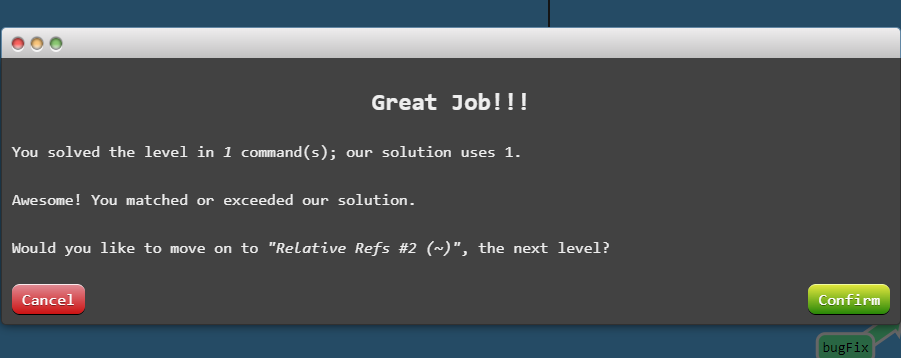 Great Job!!!
You solved the level in 1 command(s); our solution uses 1.
Awesome! You matched or exceeded our solution.
Would you like to move on to "Relative Refs #2 (~)", the next level?
Cancel
Confirm
bugFix